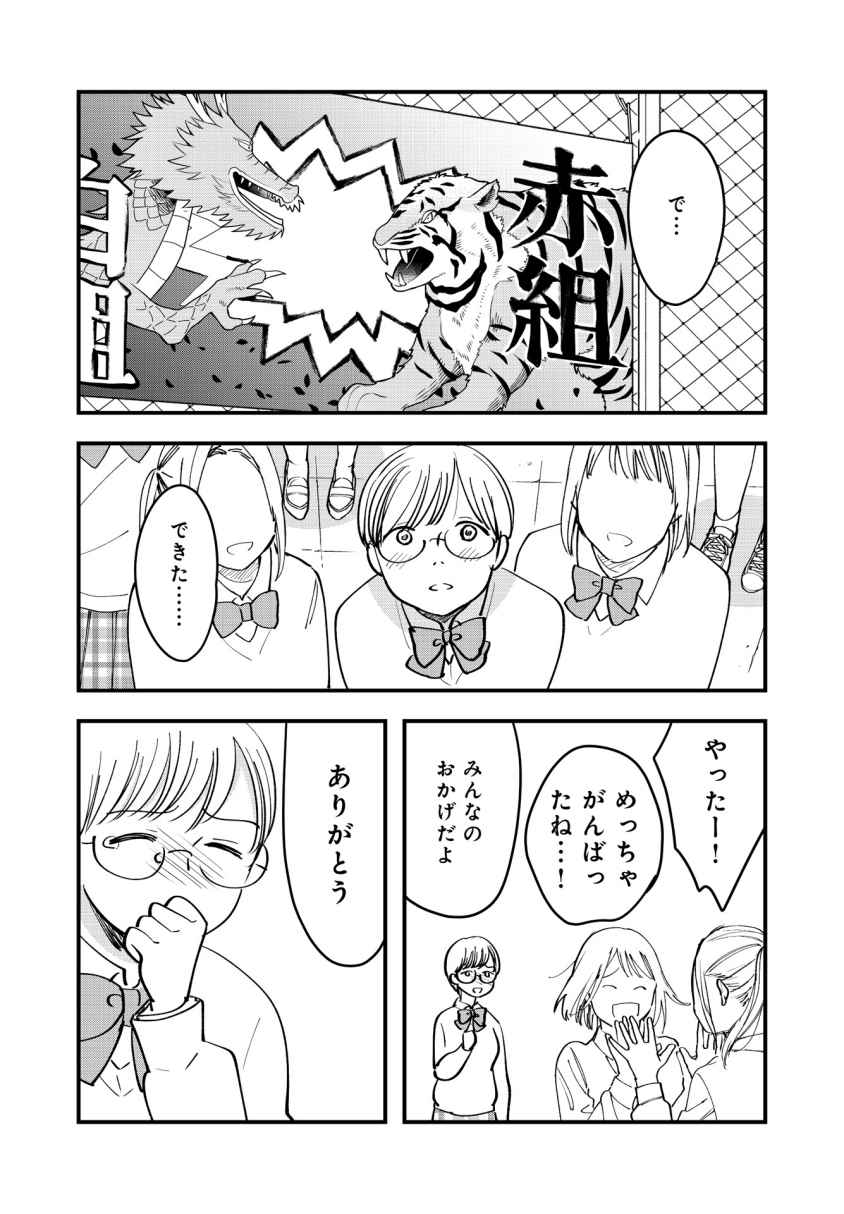 で…
赤組
できた……
やったー！
めっちゃ
がんばっ
たね…！
みんなの
おかげだよ
ありがとう